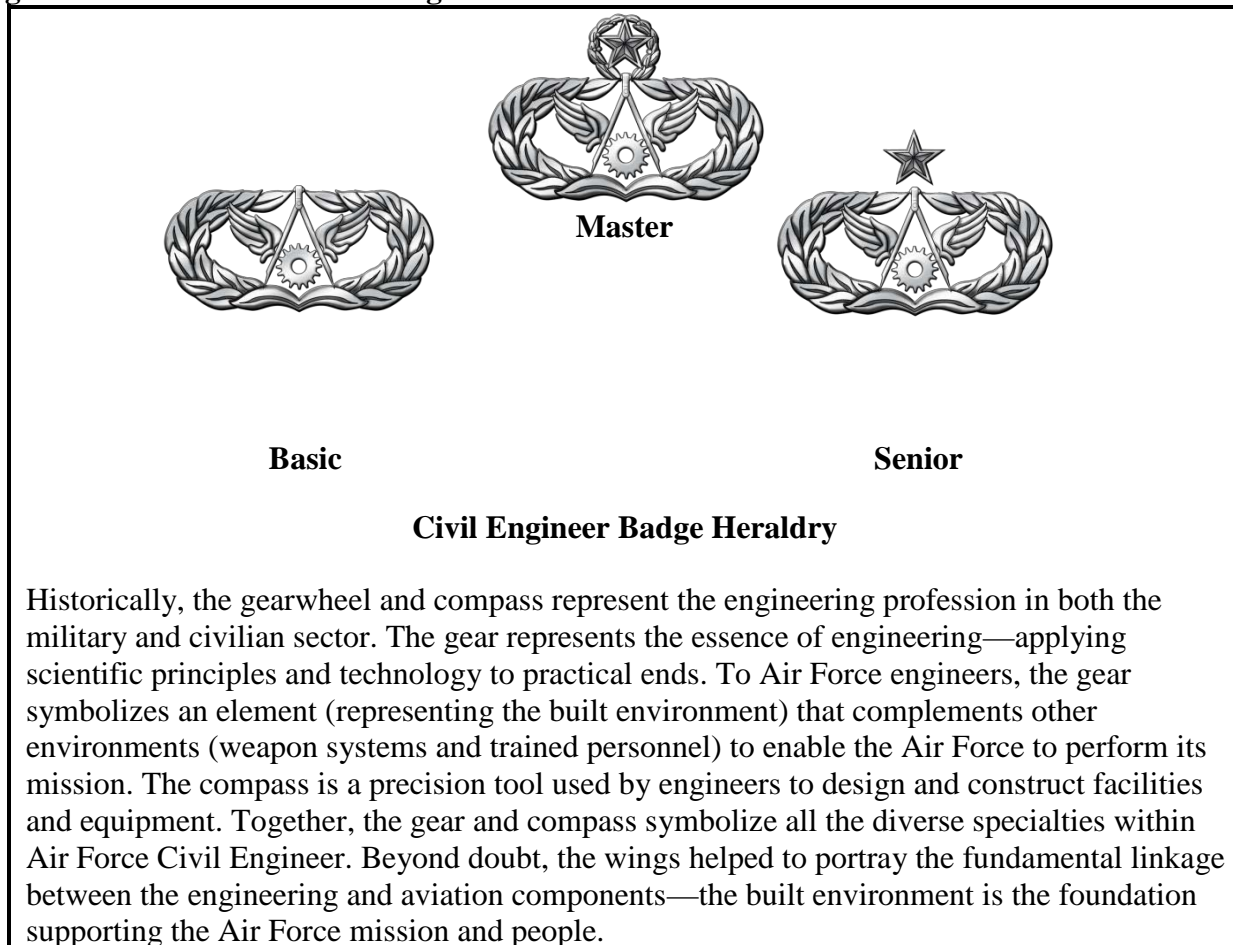 Master
Basic
Senior
Civil Engineer Badge Heraldry
Historically, the gearwheel and compass represent the engineering profession in both the
military and civilian sector. The gear represents the essence of engineering—applying
scientific principles and technology to practical ends. To Air Force engineers, the gear
symbolizes an element (representing the built environment) that complements other
environments (weapon systems and trained personnel) to enable the Air Force to perform its
mission. The compass is a precision tool used by engineers to design and construct facilities
and equipment. Together, the gear and compass symbolize all the diverse specialties within
Air Force Civil Engineer. Beyond doubt, the wings helped to portray the fundamental linkage
between the engineering and aviation components—the built environment is the foundation
supporting the Air Force mission and people.